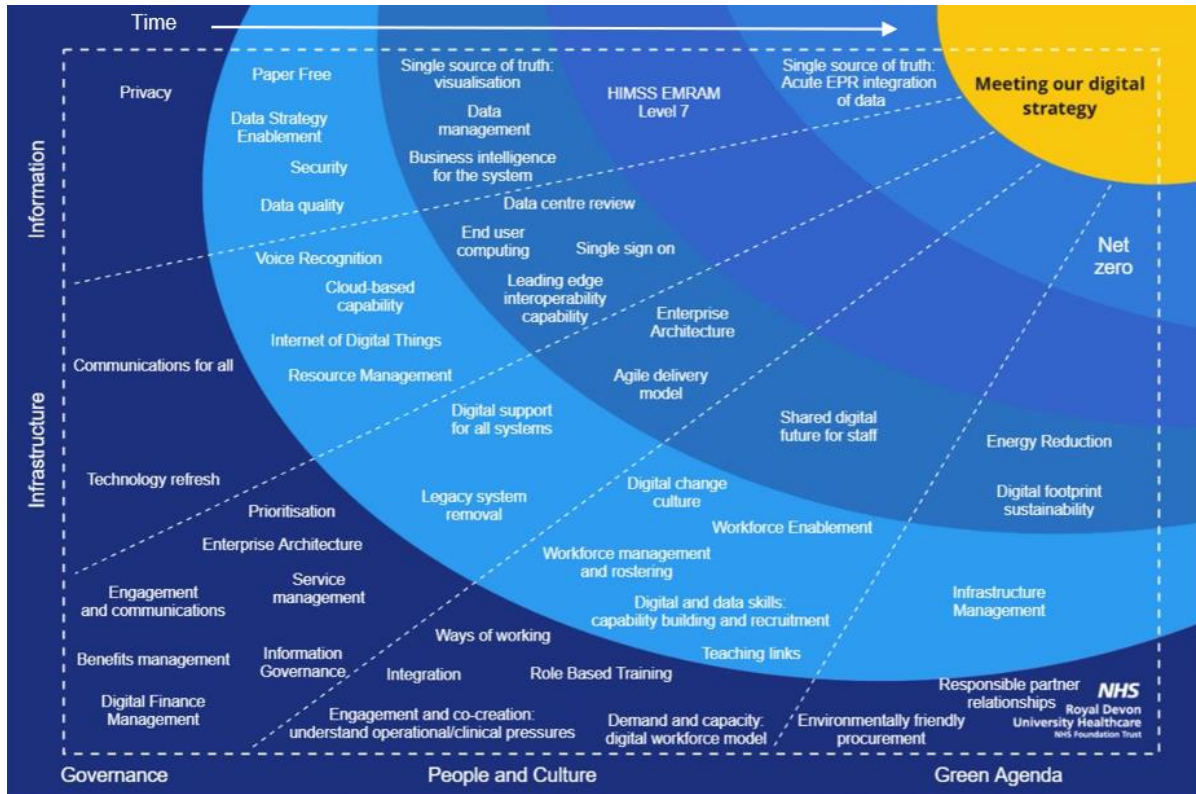 Time
Paper Free
Privacy
Data Strategy
Enablement
Security
Data quality
Single source of truth:
visualisation
Data
management
Business intelligence
for the system
HIMSS EMRAM
Level 7
Single source of truth:
Acute EPR integration
of data
Meeting our digital
strategy
Information
Data centre review
End user
computing
Single sign on
Leading edge
interoperability
capability
Voice Recognition
Cloud-based
capability
Internet of Digital Things
Resource Management
Communications for all
Technology refresh
Infrastructure
Enterprise
Architecture
Agile delivery
model
Digital support
for all systems
Legacy system
removal
Prioritisation
Enterprise Architecture
Service
management
Engagement
and communications
Benefits management
Information
Governance
Digital Finance
Management
Governance
Shared digital
future for staff
Digital change
culture
Workforce Enablement
Workforce management
and rostering
Digital and data skills:
capability building and recruitment
Teaching links
Ways of working
Integration
Role Based Training
Engagement and co-creation:
understand operational/clinical pressures
Demand and capacity:
digital workforce model
People and Culture
Net
zero
Energy Reduction
Digital footprint
sustainability
Infrastructure
Management
Responsible partner
relationships
Environmentally friendly
procurement
NHS
Royal Devon
University Healthcare
NHS Foundation Trust
Green Agenda